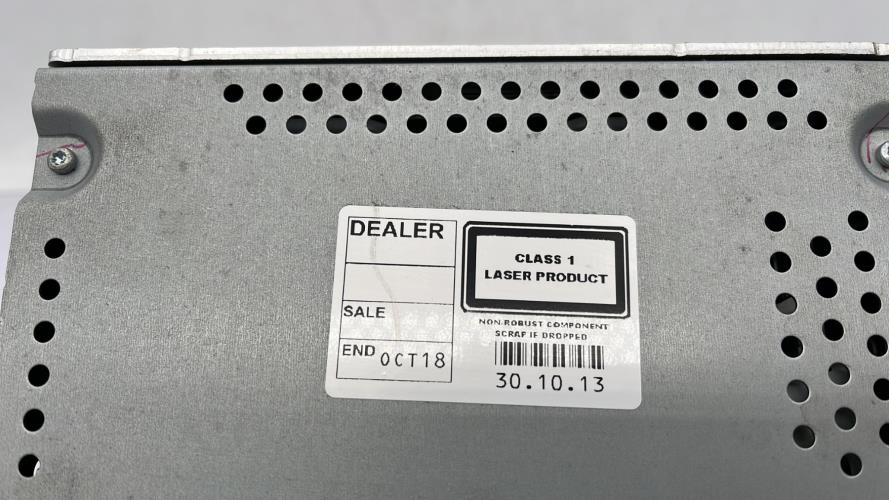 DEALER
SALE
END OCT18
CLASS 1
LASER PRODUCT
NON-ROBUST COMPONENT
SCRAP IF DROPPED
30.10.13